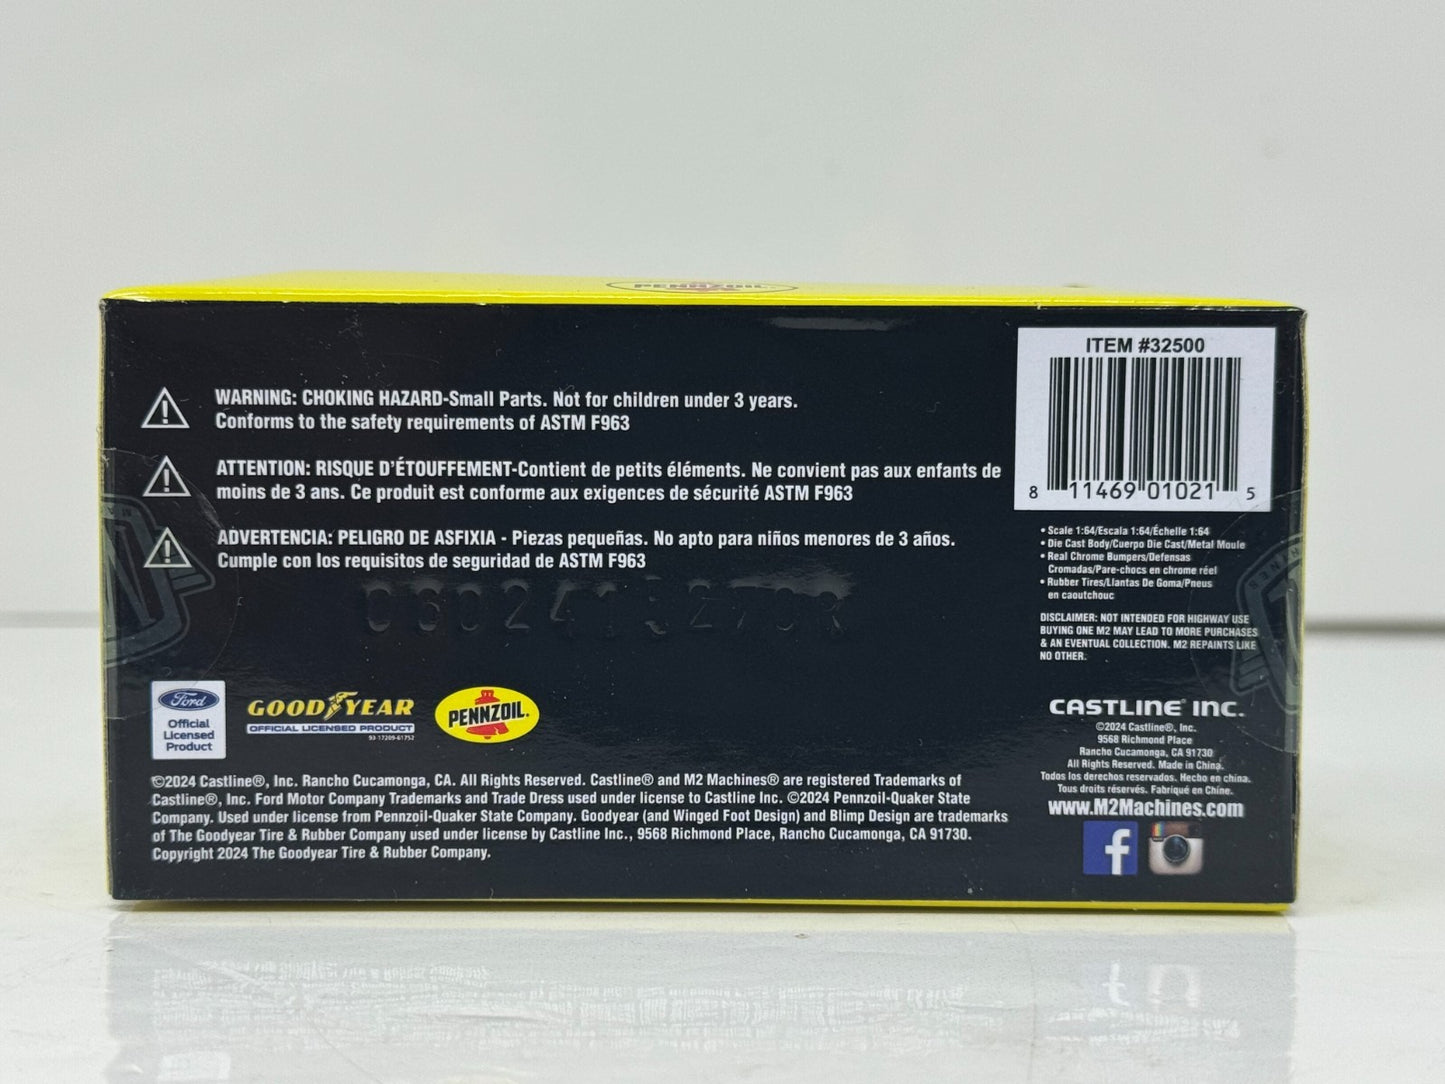 PENNZOIL
WARNING: CHOKING HAZARD-Small Parts. Not for children under 3 years.
Conforms to the safety requirements of ASTM F963
ATTENTION: RISQUE D'ÉTOUFFEMENT-Contient de petits éléments. Ne convient pas aux enfants de
moins de 3 ans. Ce produit est conforme aux exigences de sécurité ASTM F963
ADVERTENCIA: PELIGRO DE ASFIXIA - Piezas pequeñas. No apto para niños menores de 3 años.
Cumple con los requisitos de seguridad de ASTM F963
Ford
Official
Licensed
Product
GOODYEAR
OFFICIAL LICENSED PRODUCT
93-17209-61752
PENNZOIL.
©2024 Castline®, Inc. Rancho Cucamonga, CA. All Rights Reserved. Castline® and M2 Machines® are registered Trademarks of
Castline®, Inc. Ford Motor Company Trademarks and Trade Dress used under license to Castline Inc. ©2024 Pennzoil-Quaker State
Company. Used under license from Pennzoil-Quaker State Company. Goodyear (and Winged Foot Design) and Blimp Design are trademarks
of The Goodyear Tire & Rubber Company used under license by Castline Inc., 9568 Richmond Place, Rancho Cucamonga, CA 91730.
Copyright 2024 The Goodyear Tire & Rubber Company.
ITEM #32500
8 11469 01021 5
• Scale 1:64/Escala 1:64/Échelle 1:64
• Die Cast Body/Cuerpo Die Cast/Metal Moule
• Real Chrome Bumpers/Defensas
Cromadas/Pare-chocs en chrome réel
• Rubber Tires/Llantas De Goma/Pneus
en caoutchouc
DISCLAIMER: NOT INTENDED FOR HIGHWAY USE
BUYING ONE M2 MAY LEAD TO MORE PURCHASES
& AN EVENTUAL COLLECTION. M2 REPAINTS LIKE
NO OTHER.
CASTLINE® INC.
©2024 Castline®, Inc.
9568 Richmond Place
Rancho Cucamonga, CA 91730
All Rights Reserved. Made in China.
Todos los derechos reservados. Hecho en china.
Tous droits réservés. Fabriqué en Chine.
www.M2Machines.com
f